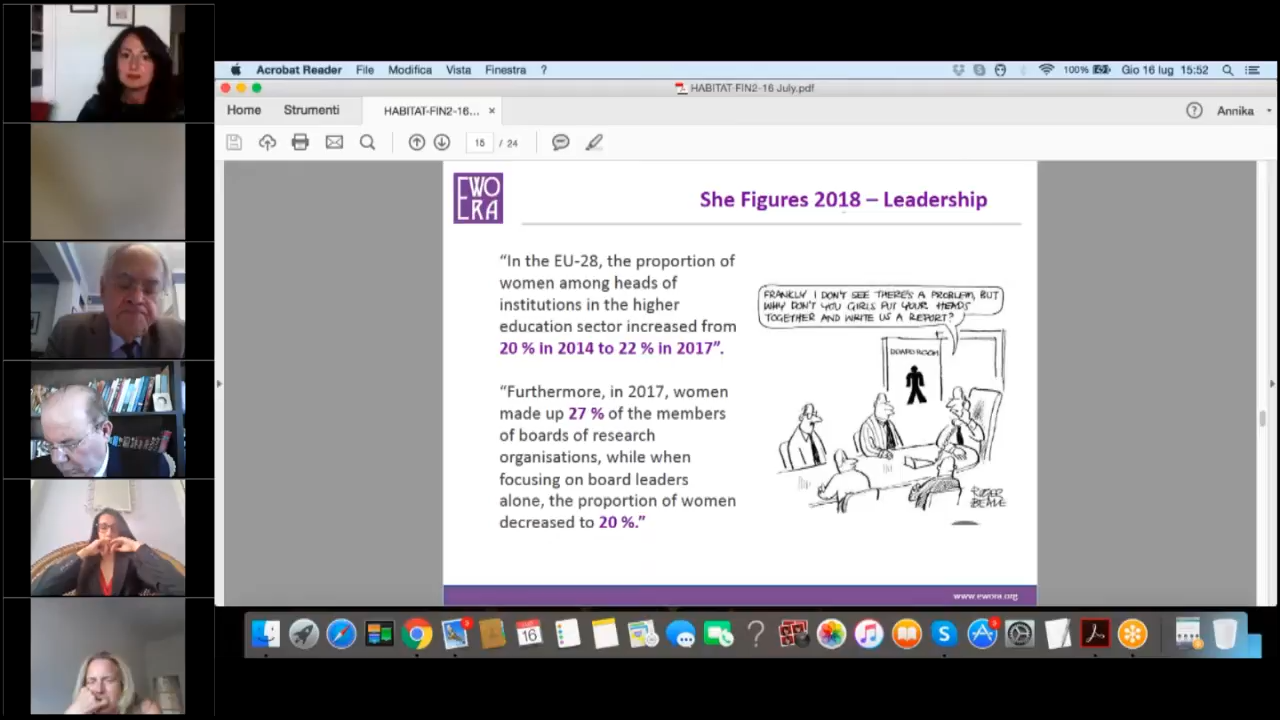 Acrobat Reader File Modifica Vista Finestra ? 100% Gio 16 lug 15:52
HABITAT FIN2-16 July.pdf
Home Strumenti HABITAT-FIN2-16... × ? Annika
15 / 24
EWO
ERA
She Figures 2018 – Leadership
“In the EU-28, the proportion of
women among heads of
institutions in the higher
education sector increased from
20 % in 2014 to 22 % in 2017”.
“Furthermore, in 2017, women
made up 27 % of the members
of boards of research
organisations, while when
focusing on board leaders
alone, the proportion of women
decreased to 20 %.”
FRANKLY I DON'T SEE THERE'S A PROBLEM, BUT
WHY DON'T YOU GIRLS PUT YOUR HEADS
TOGETHER AND WRITE US A REPORT?
BOARD ROOM
ROGER
BEALE
www.ewora.org
16